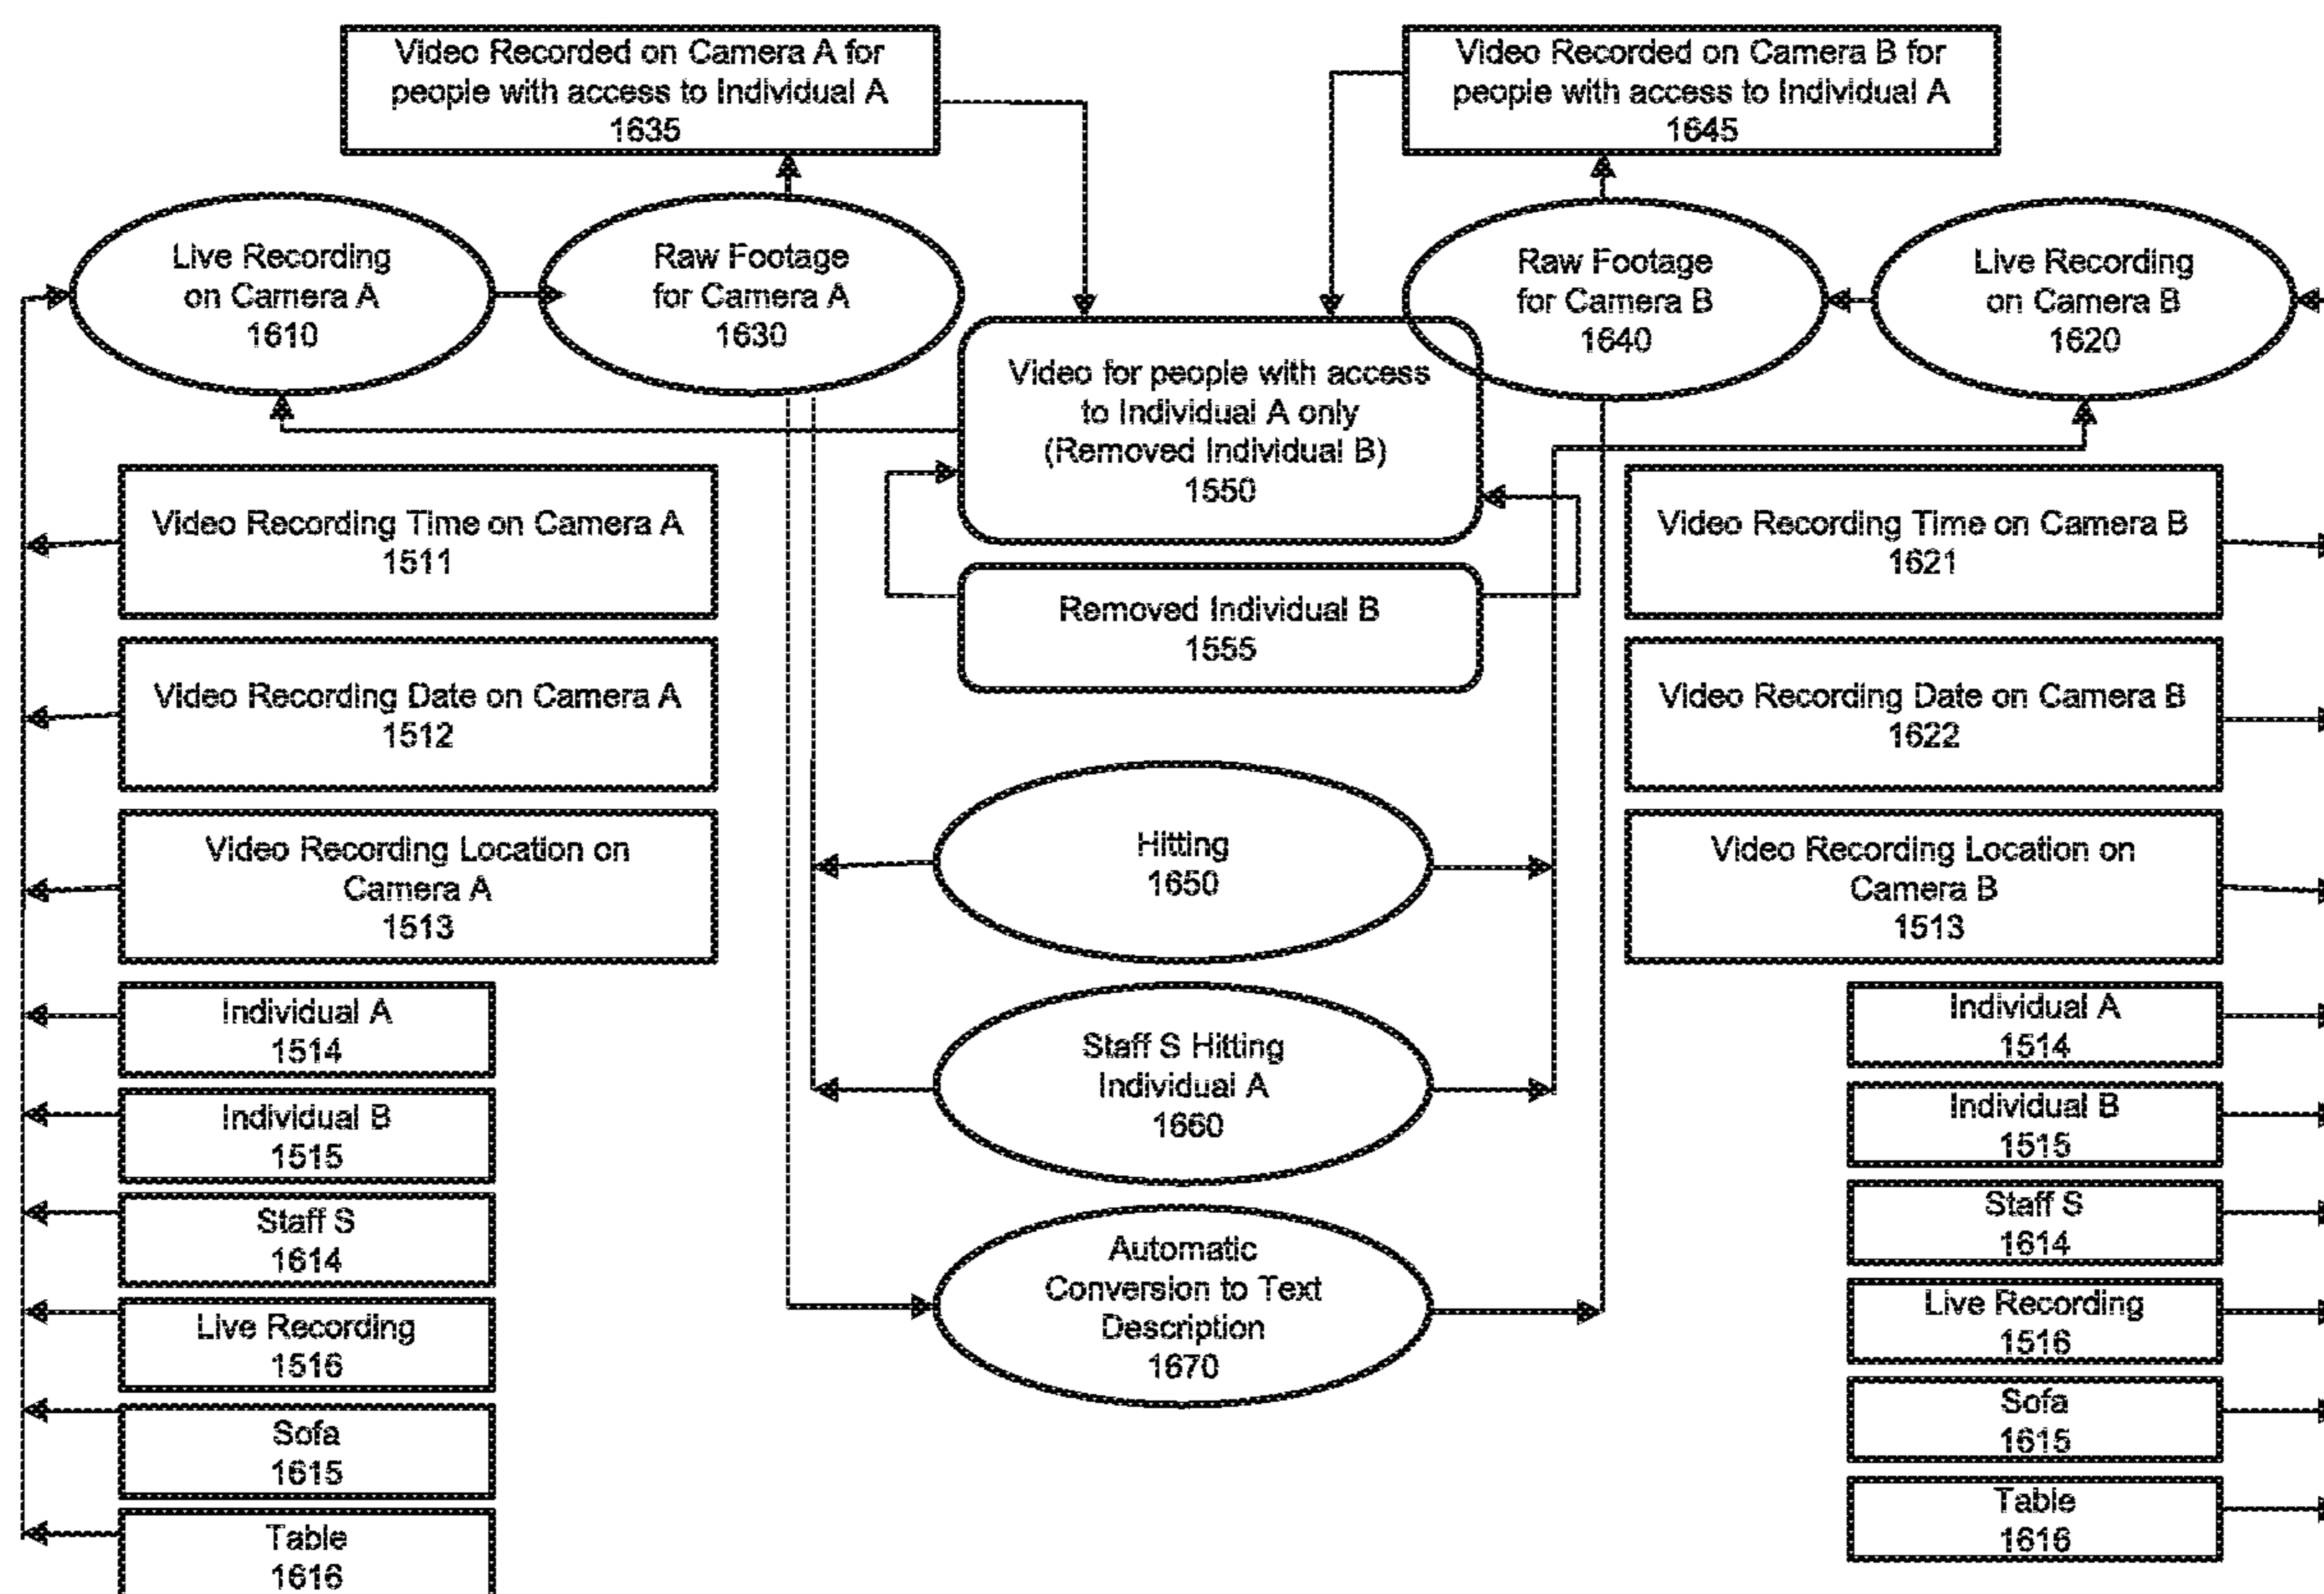 Video Recorded on Camera A for
people with access to Individual A
1635
Video Recorded on Camera B for
people with access to Individual A
1645
Live Recording
on Camera A
1610
Raw Footage
for Camera A
1630
Raw Footage
for Camera B
1640
Live Recording
on Camera B
1620
Video for people with access
to Individual A only
(Removed Individual B)
1550
Removed Individual B
1555
Video Recording Time on Camera A
1511
Video Recording Date on Camera A
1512
Video Recording Location on
Camera A
1513
Individual A
1514
Individual B
1515
Staff S
1614
Live Recording
1516
Sofa
1615
Table
1616
Hitting
1650
Staff S Hitting
Individual A
1660
Automatic
Conversion to Text
Description
1670
Video Recording Time on Camera B
1621
Video Recording Date on Camera B
1622
Video Recording Location on
Camera B
1513
Individual A
1514
Individual B
1515
Staff S
1614
Live Recording
1516
Sofa
1615
Table
1616